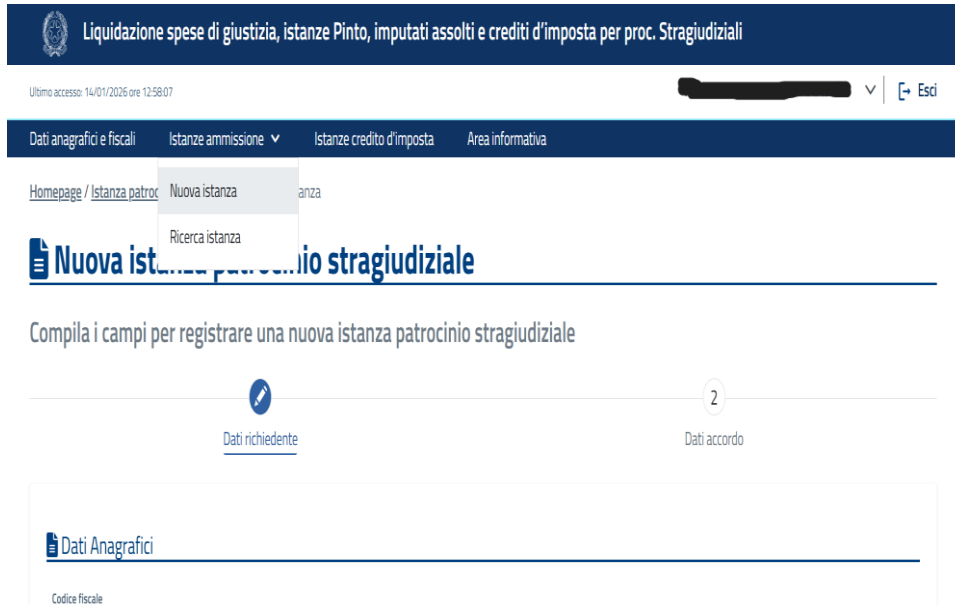 Liquidazione spese di giustizia, istanze Pinto, imputati assolti e crediti d'imposta per proc. Stragiudiziali
Ultimo accesso: 14/01/2026 ore 12:58:07
Esci
Dati anagrafici e fiscali Istanze ammissione Istanze credito d'imposta Area informativa
Homepage / Istanza patroc anza
Nuova istanza
Ricerca istanza
Nuova istanza patrocinio stragiudiziale
Compila i campi per registrare una nuova istanza patrocinio stragiudiziale
2
Dati richiedente Dati accordo
Dati Anagrafici
Codice fiscale